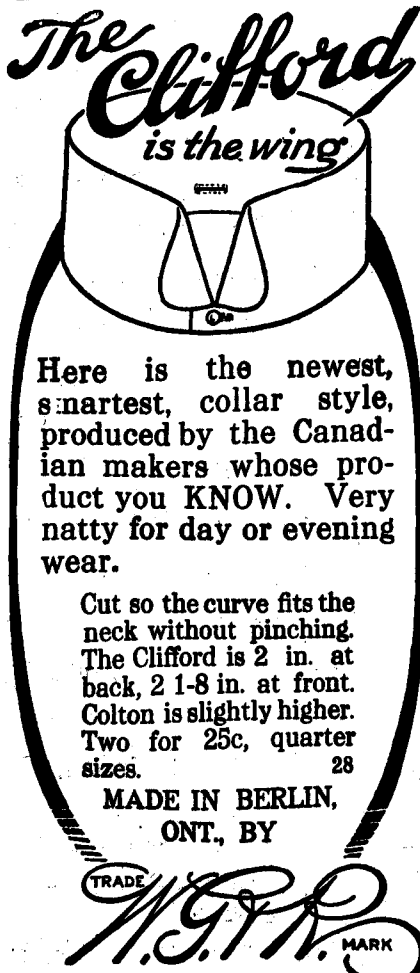 The
Clifford
is the wing
Here is the newest,
smartest, collar style,
produced by the Canad-
ian makers whose pro-
duct you KNOW. Very
natty for day or evening
wear.
Cut so the curve fits the
neck without pinching.
The Clifford is 2 in. at
back, 2 1-8 in. at front.
Colton is slightly higher.
Two for 25c, quarter
sizes. 28
MADE IN BERLIN,
ONT., BY
TRADE W.G.&R. MARK